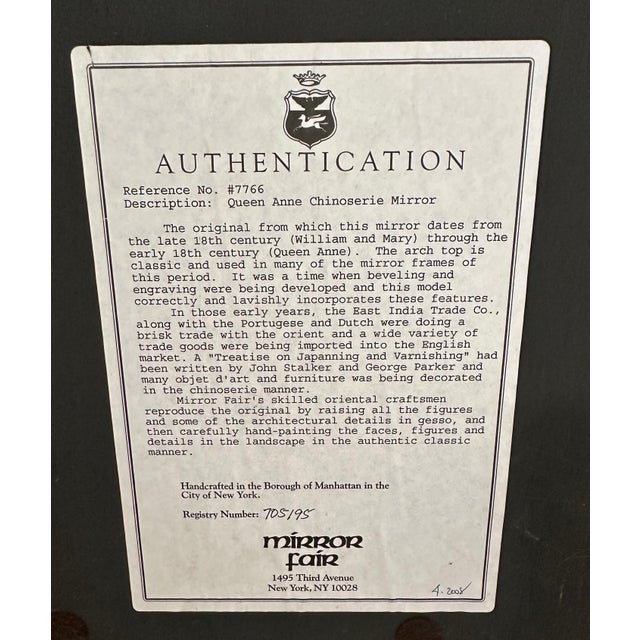 AUTHENTICATION
Reference No. #7766
Description: Queen Anne Chinoserie Mirror
The original from which this mirror dates from
the late 18th century (William and Mary) through the
early 18th century (Queen Anne). The arch top is
classic and used in many of the mirror frames of
this period. It was a time when beveling and
engraving were being developed and this model
correctly and lavishly incorporates these features.
In those early years, the East India Trade Co.,
along with the Portugese and Dutch were doing a
brisk trade with the orient and a wide variety of
trade goods were being imported into the English
market. A "Treatise on Japanning and Varnishing" had
been written by John Stalker and George Parker and
many objet d'art and furniture was being decorated
in the chinoserie manner.
Mirror Fair's skilled oriental craftsmen
reproduce the original by raising all the figures
and some of the architectural details in gesso, and
then carefully hand-painting the faces, figures and
details in the landscape in the authentic classic
manner.
Handcrafted in the Borough of Manhattan in the
City of New York.
Registry Number: 705195
mirror
fair
1495 Third Avenue
New York, NY 10028